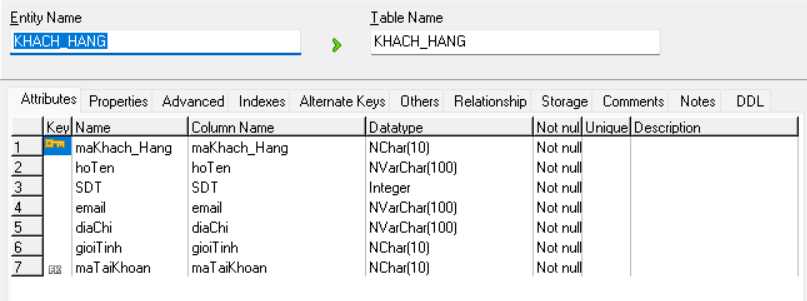 Entity Name Table Name
KHACH_HANG KHACH_HANG
Attributes Properties Advanced Indexes Alternate Keys Others Relationship Storage Comments Notes DDL
Key Name Column Name Datatype Not nul Unique Description
1 maKhach_Hang maKhach_Hang NChar(10) Not null
2 hoTen hoTen NVarChar(100) Not null
3 SDT SDT Integer Not null
4 email email NVarChar(100) Not null
5 diaChi diaChi NVarChar(100) Not null
6 gioiTinh gioiTinh NChar(10) Not null
7 maTaiKhoan maTaiKhoan NChar(10) Not null